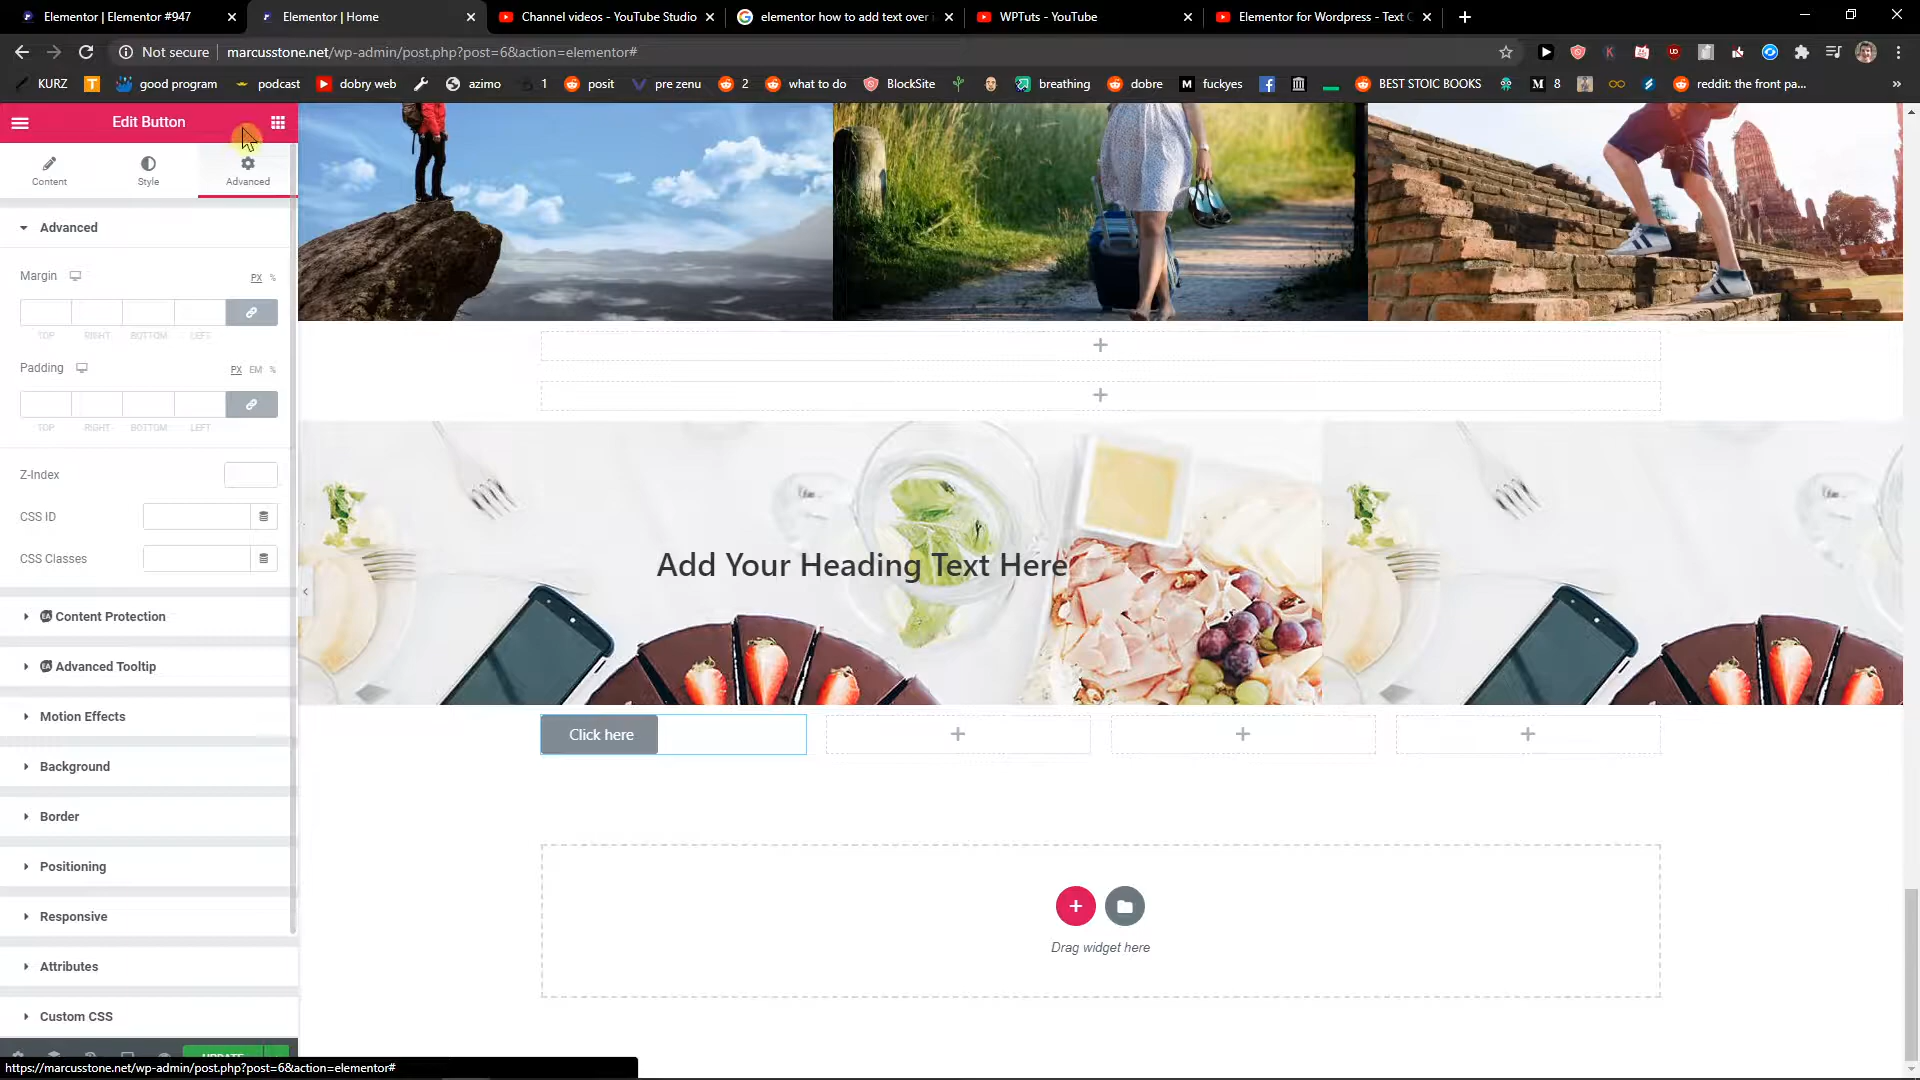 Elementor | Elementor #947
Elementor | Home
Channel videos - YouTube Studio
elementor how to add text over i
WPTuts - YouTube
Elementor for Wordpress - Text C
Not secure
marcusstone.net/wp-admin/post.php?post=6&action=elementor#
KURZ
good program
podcast
dobry web
azimo
1
posit
pre zenu
2
what to do
BlockSite
breathing
dobre
fuckyes
BEST STOIC BOOKS
8
reddit: the front pa...
»
Edit Button
Content
Style
Advanced
Advanced
Margin
PX %
TOP RIGHT BOTTOM LEFT
Padding
PX EM %
TOP RIGHT BOTTOM LEFT
Z-Index
CSS ID
CSS Classes
Content Protection
Advanced Tooltip
Motion Effects
Background
Border
Positioning
Responsive
Attributes
Custom CSS
UPDATE
Add Your Heading Text Here
Click here
Drag widget here
https://marcusstone.net/wp-admin/post.php?post=6&action=elementor#